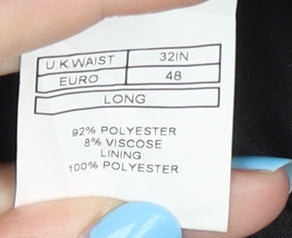 U.K WAIST 32IN
EURO 48
LONG
92% POLYESTER
8% VISCOSE
LINING
100% POLYESTER